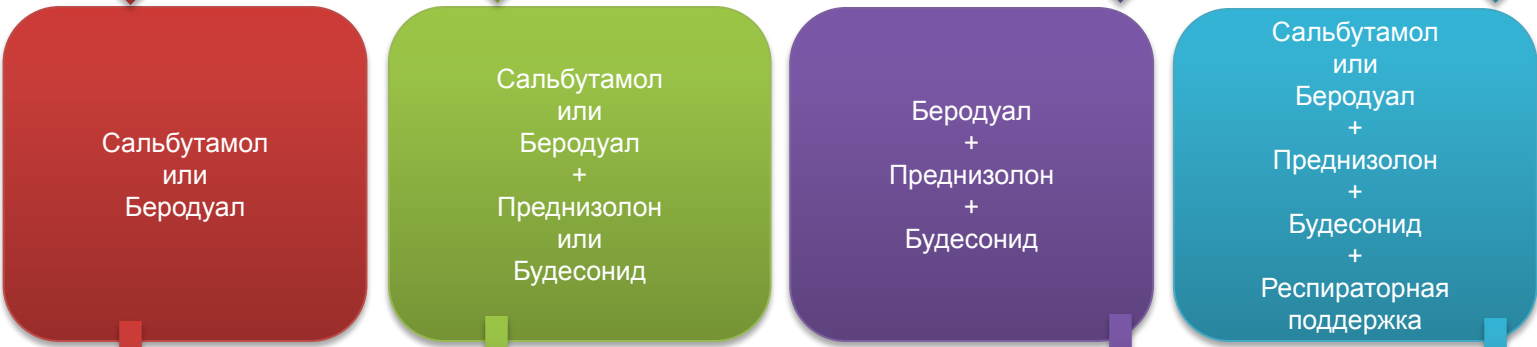 Сальбутамол
или
Беродуал
Сальбутамол
или
Беродуал
+
Преднизолон
или
Будесонид
Беродуал
+
Преднизолон
+
Будесонид
Сальбутамол
или
Беродуал
+
Преднизолон
+
Будесонид
+
Респираторная
поддержка